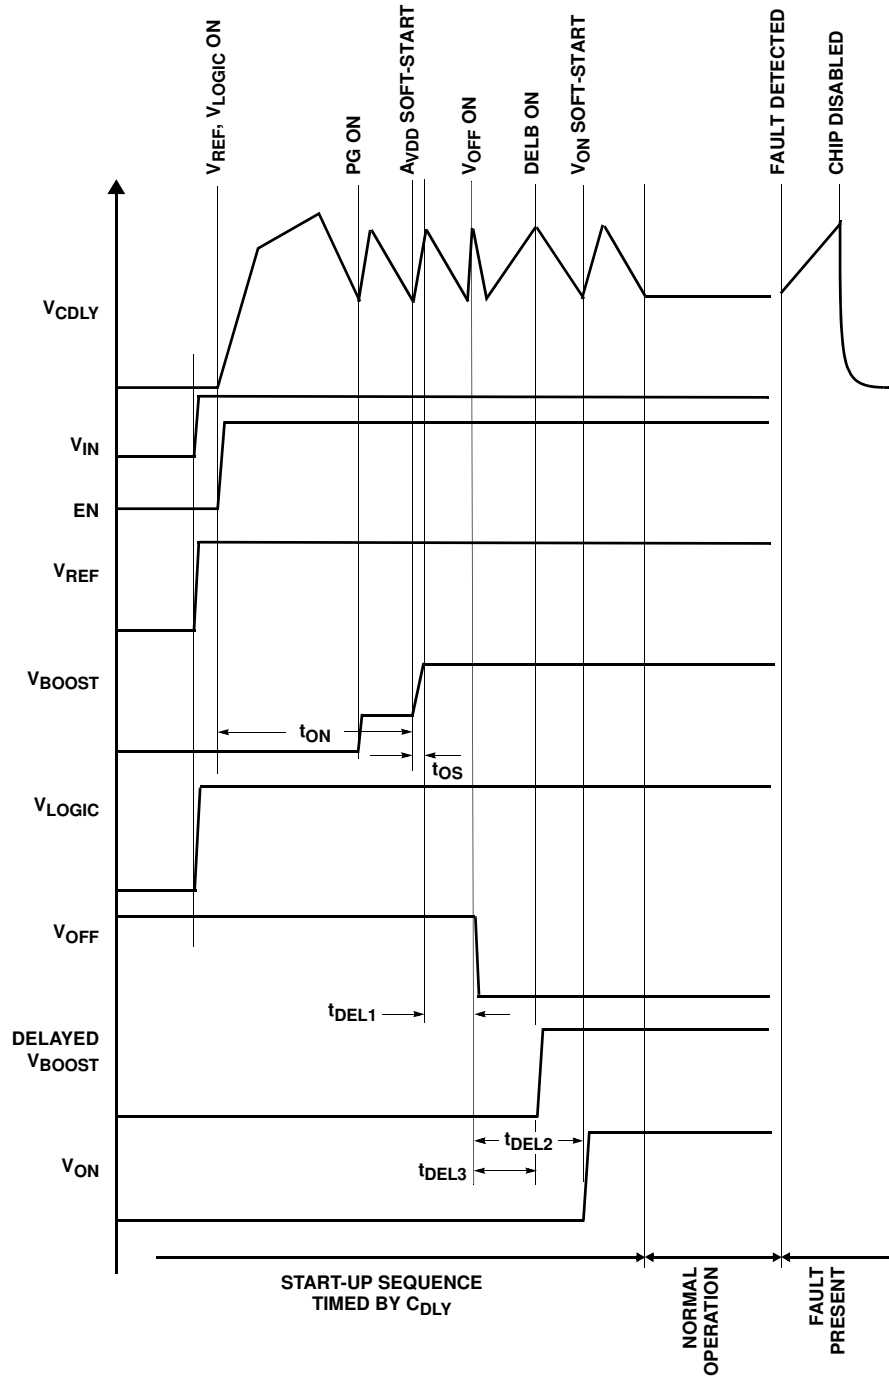 VREF, VLOGIC ON
PG ON
AVDD SOFT-START
VOFF ON
DELB ON
VON SOFT-START
FAULT DETECTED
CHIP DISABLED
VCDLY
VIN
EN
VREF
VBOOST
tON
tOS
VLOGIC
VOFF
tDEL1
DELAYED
VBOOST
tDEL2
VON
tDEL3
START-UP SEQUENCE
TIMED BY CDLY
NORMAL
OPERATION
FAULT
PRESENT